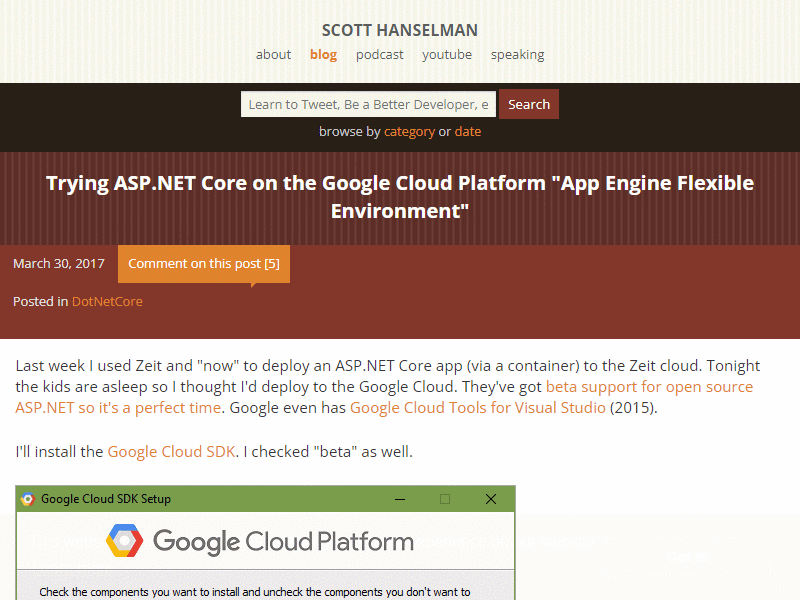 SCOTT HANSELMAN
about blog podcast youtube speaking
Learn to Tweet, Be a Better Developer, e Search
browse by category or date
Trying ASP.NET Core on the Google Cloud Platform "App Engine Flexible
Environment"
March 30, 2017 Comment on this post [5]
Posted in DotNetCore
Last week I used Zeit and "now" to deploy an ASP.NET Core app (via a container) to the Zeit cloud. Tonight
the kids are asleep so I thought I'd deploy to the Google Cloud. They've got beta support for open source
ASP.NET so it's a perfect time. Google even has Google Cloud Tools for Visual Studio (2015).
I'll install the Google Cloud SDK. I checked "beta" as well.
Google Cloud SDK Setup
Google Cloud Platform
Check the components you want to install and uncheck the components you don't want to